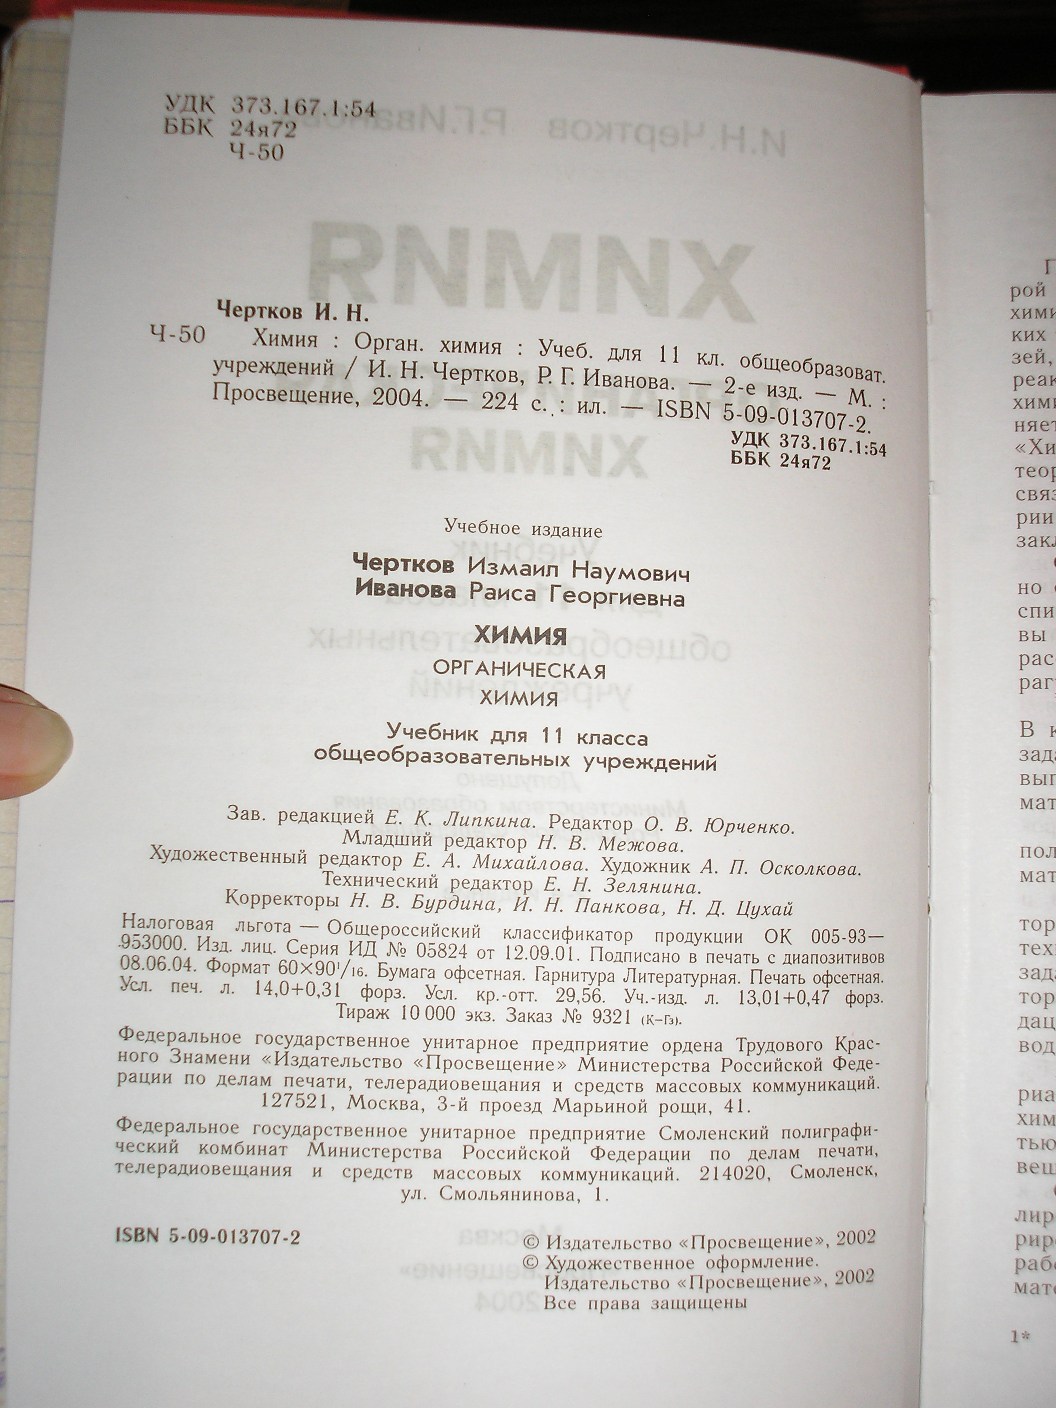 УДК 373.167.1:54
ББК 24я72
Ч-50
Чертков И. Н.
Ч-50 Химия : Орган. химия : Учеб. для 11 кл. общеобразоват.
учреждений / И. Н. Чертков, Р. Г. Иванова. — 2-е изд. — М. :
Просвещение, 2004. — 224 с. : ил. — ISBN 5-09-013707-2.
УДК 373.167.1:54
ББК 24я72
Учебное издание
Чертков Измаил Наумович
Иванова Раиса Георгиевна
ХИМИЯ
ОРГАНИЧЕСКАЯ
ХИМИЯ
Учебник для 11 класса
общеобразовательных учреждений
Зав. редакцией Е. К. Липкина. Редактор О. В. Юрченко.
Младший редактор Н. В. Межова.
Художественный редактор Е. А. Михайлова. Художник А. П. Осколкова.
Технический редактор Е. Н. Зелянина.
Корректоры Н. В. Бурдина, И. Н. Панкова, Н. Д. Цухай
Налоговая льгота — Общероссийский классификатор продукции ОК 005-93—
-953000. Изд. лиц. Серия ИД № 05824 от 12.09.01. Подписано в печать с диапозитивов
08.06.04. Формат 60×90 1/16. Бумага офсетная. Гарнитура Литературная. Печать офсетная.
Усл. печ. л. 14,0+0,31 форз. Усл. кр.-отт. 29,56. Уч.-изд. л. 13,01+0,47 форз.
Тираж 10 000 экз. Заказ № 9321 (К-Гз).
Федеральное государственное унитарное предприятие ордена Трудового Крас-
ного Знамени «Издательство «Просвещение» Министерства Российской Феде-
рации по делам печати, телерадиовещания и средств массовых коммуникаций.
127521, Москва, 3-й проезд Марьиной рощи, 41.
Федеральное государственное унитарное предприятие Смоленский полиграфи-
ческий комбинат Министерства Российской Федерации по делам печати,
телерадиовещания и средств массовых коммуникаций. 214020, Смоленск,
ул. Смольянинова, 1.
ISBN 5-09-013707-2
© Издательство «Просвещение», 2002
© Художественное оформление.
Издательство «Просвещение», 2002
Все права защищены
1*